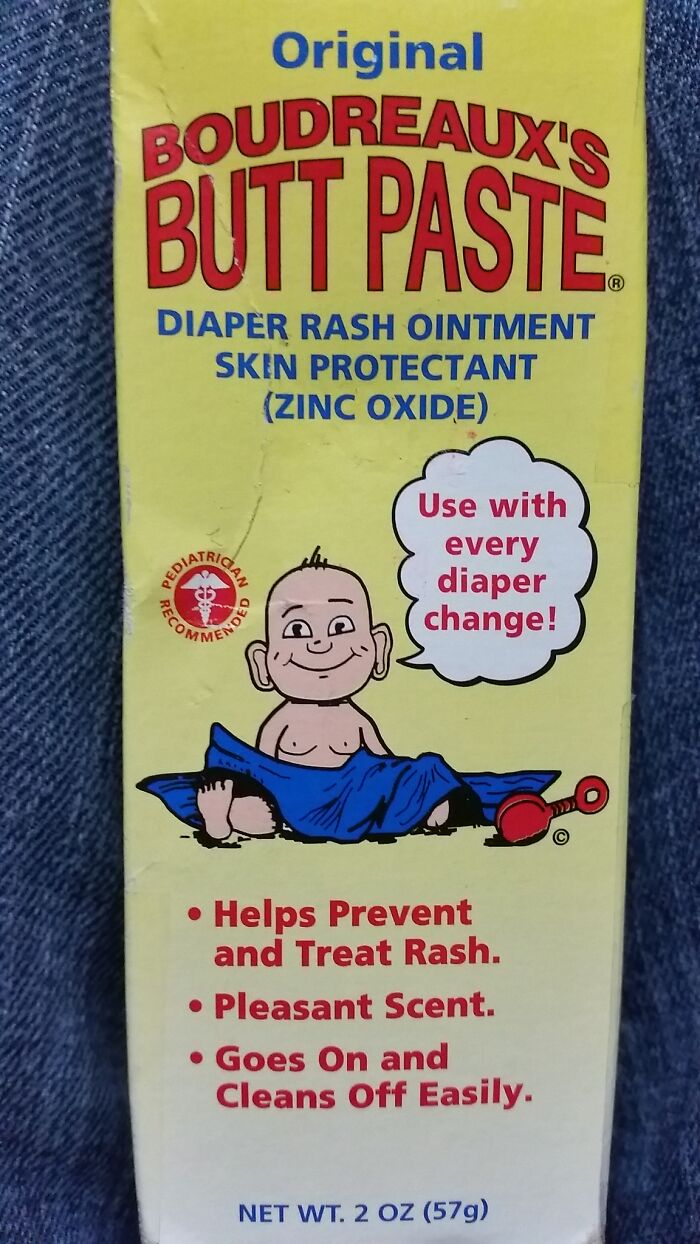 Original
BOUDREAUX'S
BUTT PASTE®
DIAPER RASH OINTMENT
SKIN PROTECTANT
(ZINC OXIDE)
Use with
every
diaper
change!
PEDIATRICIAN
RECOMMENDED
©
• Helps Prevent
and Treat Rash.
• Pleasant Scent.
• Goes On and
Cleans Off Easily.
NET WT. 2 OZ (57g)